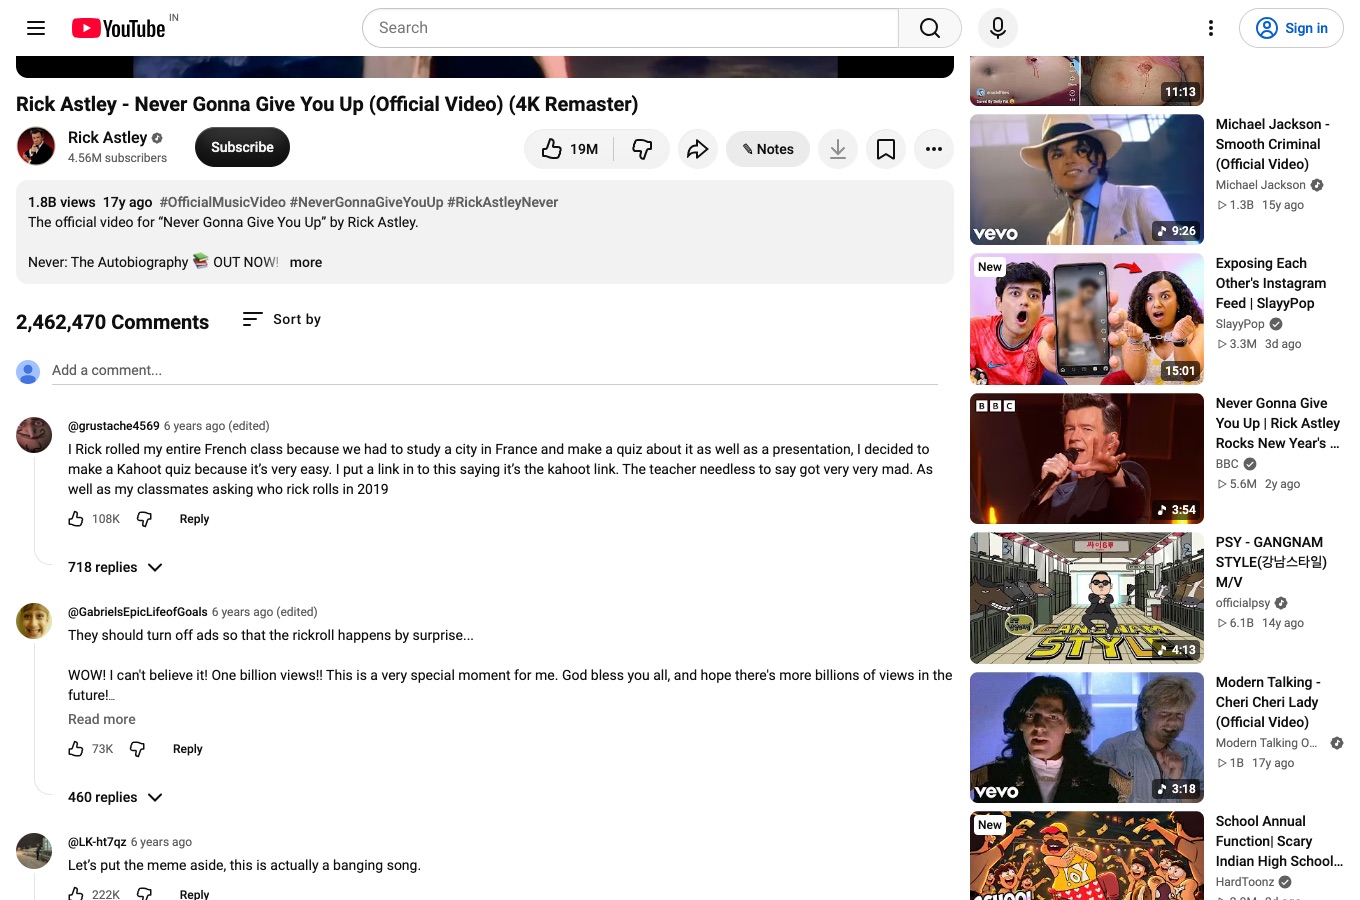 YouTube IN
Search
Sign in
Rick Astley - Never Gonna Give You Up (Official Video) (4K Remaster)
Rick Astley
4.56M subscribers
Subscribe
19M
✎ Notes
1.8B views 17y ago #OfficialMusicVideo #NeverGonnaGiveYouUp #RickAstleyNever
The official video for “Never Gonna Give You Up” by Rick Astley.
Never: The Autobiography 📚 OUT NOW! more
2,462,470 Comments
Sort by
Add a comment...
@grustache4569 6 years ago (edited)
I Rick rolled my entire French class because we had to study a city in France and make a quiz about it as well as a presentation, I decided to
make a Kahoot quiz because it’s very easy. I put a link in to this saying it’s the kahoot link. The teacher needless to say got very very mad. As
well as my classmates asking who rick rolls in 2019
108K
Reply
718 replies
@GabrielsEpicLifeofGoals 6 years ago (edited)
They should turn off ads so that the rickroll happens by surprise...
WOW! I can't believe it! One billion views!! This is a very special moment for me. God bless you all, and hope there's more billions of views in the
future!...
Read more
73K
Reply
460 replies
@LK-ht7qz 6 years ago
Let’s put the meme aside, this is actually a banging song.
222K
Reply
11:13
vevo
9:26
Michael Jackson -
Smooth Criminal
(Official Video)
Michael Jackson
1.3B 15y ago
New
15:01
Exposing Each
Other's Instagram
Feed | SlayyPop
SlayyPop
3.3M 3d ago
BBC
3:54
Never Gonna Give
You Up | Rick Astley
Rocks New Year's ...
BBC
5.6M 2y ago
싸이6甲
GANGNAM
STYLE
4:13
PSY - GANGNAM
STYLE(강남스타일)
M/V
officialpsy
6.1B 14y ago
vevo
3:18
Modern Talking -
Cheri Cheri Lady
(Official Video)
Modern Talking O...
1B 17y ago
New
JOY
SCHOOL
School Annual
Function| Scary
Indian High School...
HardToonz